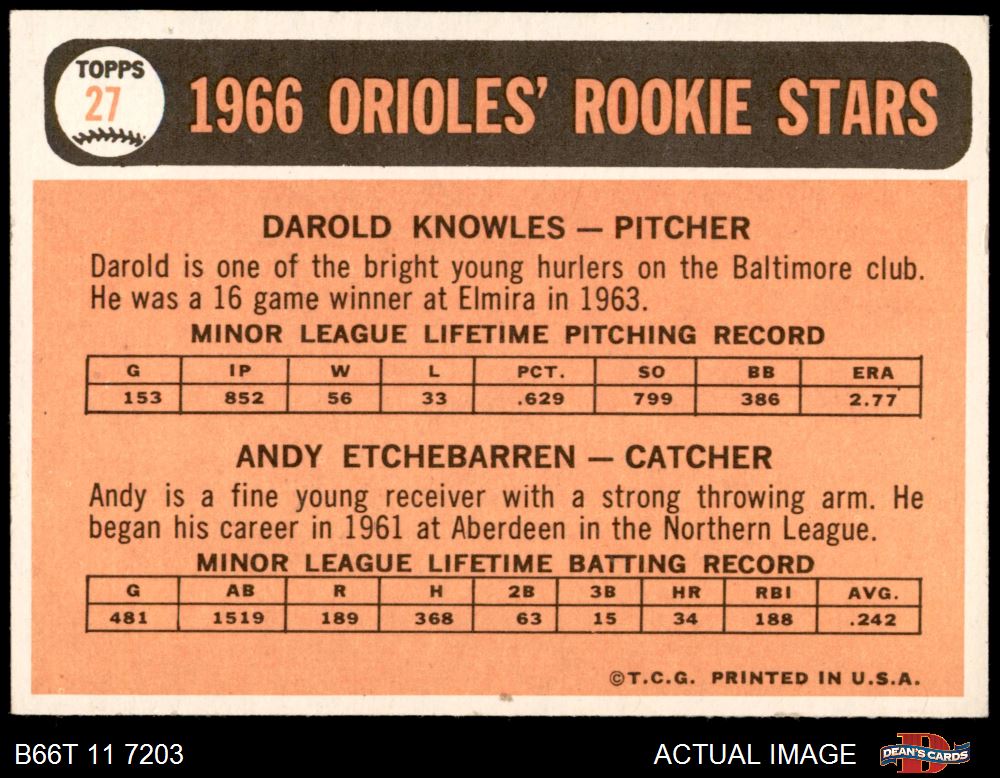 TOPPS
27
1966 ORIOLES' ROOKIE STARS
DAROLD KNOWLES — PITCHER
Darold is one of the bright young hurlers on the Baltimore club.
He was a 16 game winner at Elmira in 1963.
MINOR LEAGUE LIFETIME PITCHING RECORD
G IP W L PCT. SO BB ERA
153 852 56 33 .629 799 386 2.77
ANDY ETCHEBARREN — CATCHER
Andy is a fine young receiver with a strong throwing arm. He
began his career in 1961 at Aberdeen in the Northern League.
MINOR LEAGUE LIFETIME BATTING RECORD
G AB R H 2B 3B HR RBI AVG.
481 1519 189 368 63 15 34 188 .242
©T.C.G. PRINTED IN U.S.A.
B66T 11 7203 ACTUAL IMAGE DEAN'S CARDS